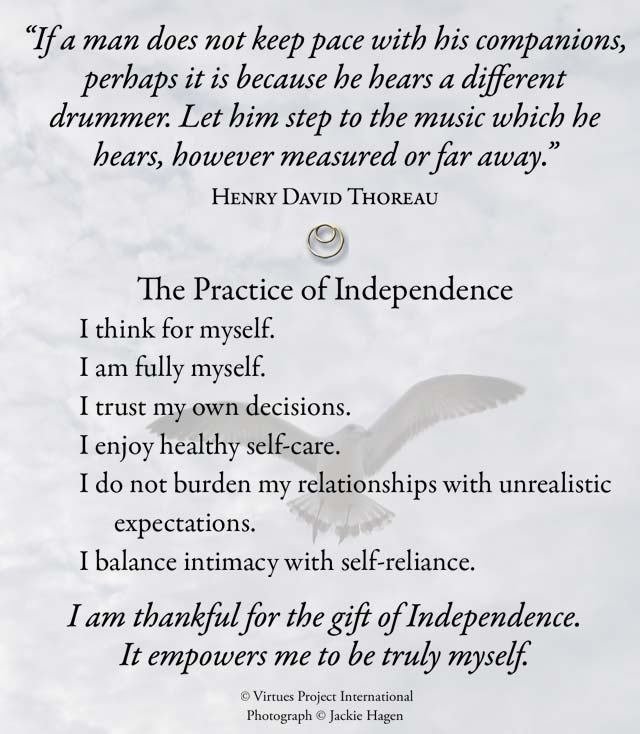 “If a man does not keep pace with his companions,
perhaps it is because he hears a different
drummer. Let him step to the music which he
hears, however measured or far away.”
Henry David Thoreau
The Practice of Independence
I think for myself.
I am fully myself.
I trust my own decisions.
I enjoy healthy self-care.
I do not burden my relationships with unrealistic
expectations.
I balance intimacy with self-reliance.
I am thankful for the gift of Independence.
It empowers me to be truly myself.
© Virtues Project International
Photograph © Jackie Hagen